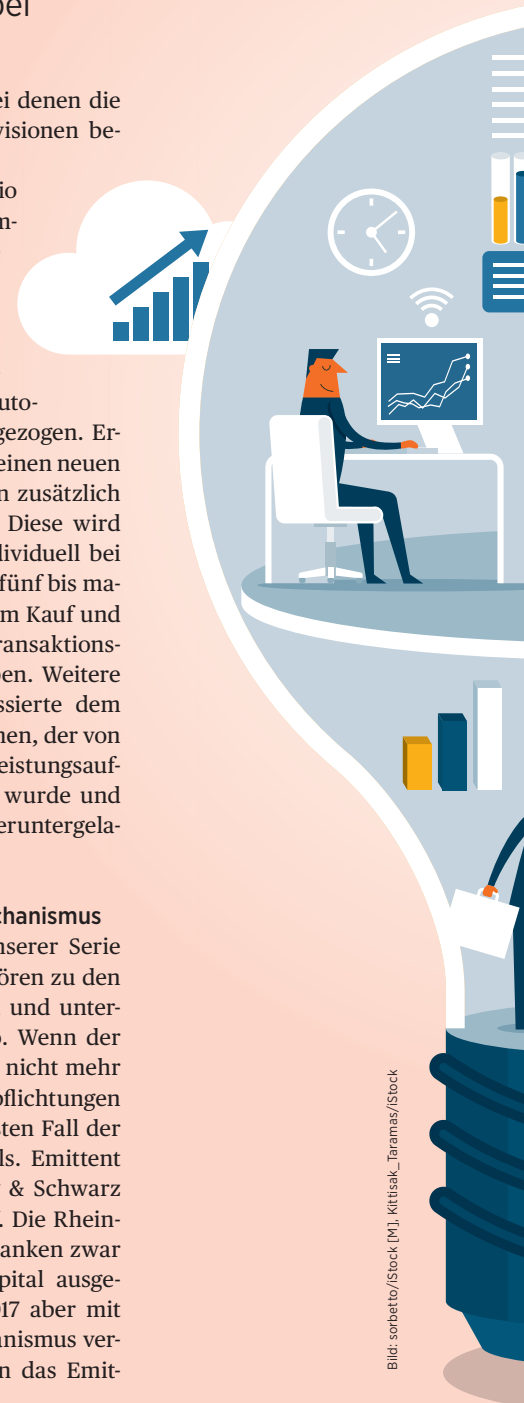 bei
ei denen die
visionen be-
io
m-
uto-
gezogen. Er-
einen neuen
n zusätzlich
Diese wird
dividuell bei
fünf bis ma-
m Kauf und
ransaktions-
ben. Weitere
ssierte dem
nen, der von
eistungsauf-
wurde und
eruntergela-
chanismus
nserer Serie
ören zu den
und unter-
o. Wenn der
nicht mehr
pflichtungen
sten Fall der
ls. Emittent
& Schwarz
. Die Rhein-
anken zwar
pital ausge-
17 aber mit
anismus ver-
n das Emit-
Bild: sorbetto/iStock [M], Kittisak_Taramas/iStock